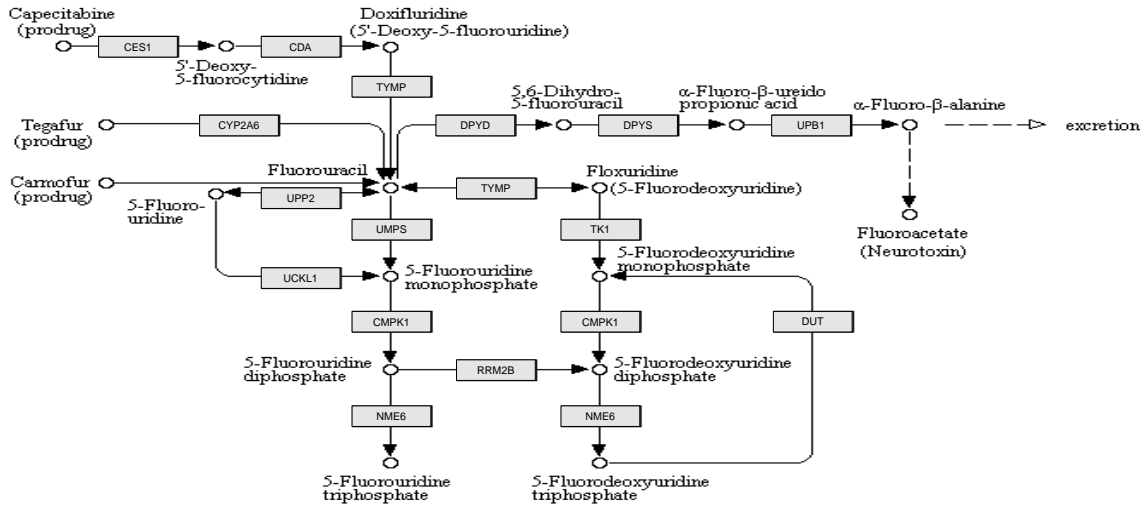 Capecitabine
(prodrug)
Doxifluridine
(5'-Deoxy-5-fluorouridine)
CES1
CDA
5'-Deoxy-
5-fluorocytidine
TYMP
5,6-Dihydro-
5-fluorouracil
α-Fluoro-β-ureido
propionic acid
α-Fluoro-β-alanine
Tegafur
(prodrug)
CYP2A6
DPYD
DPYS
UPB1
excretion
Fluorouracil
Floxuridine
(5-Fluorodeoxyuridine)
Carmofur
(prodrug)
TYMP
UPP2
5-Fluoro-
uridine
Fluoroacetate
(Neurotoxin)
UMPS
TK1
5-Fluorouridine
monophosphate
5-Fluorodeoxyuridine
monophosphate
UCKL1
CMPK1
CMPK1
DUT
5-Fluorouridine
diphosphate
RRM2B
5-Fluorodeoxyuridine
diphosphate
NME6
NME6
5-Fluorouridine
triphosphate
5-Fluorodeoxyuridine
triphosphate